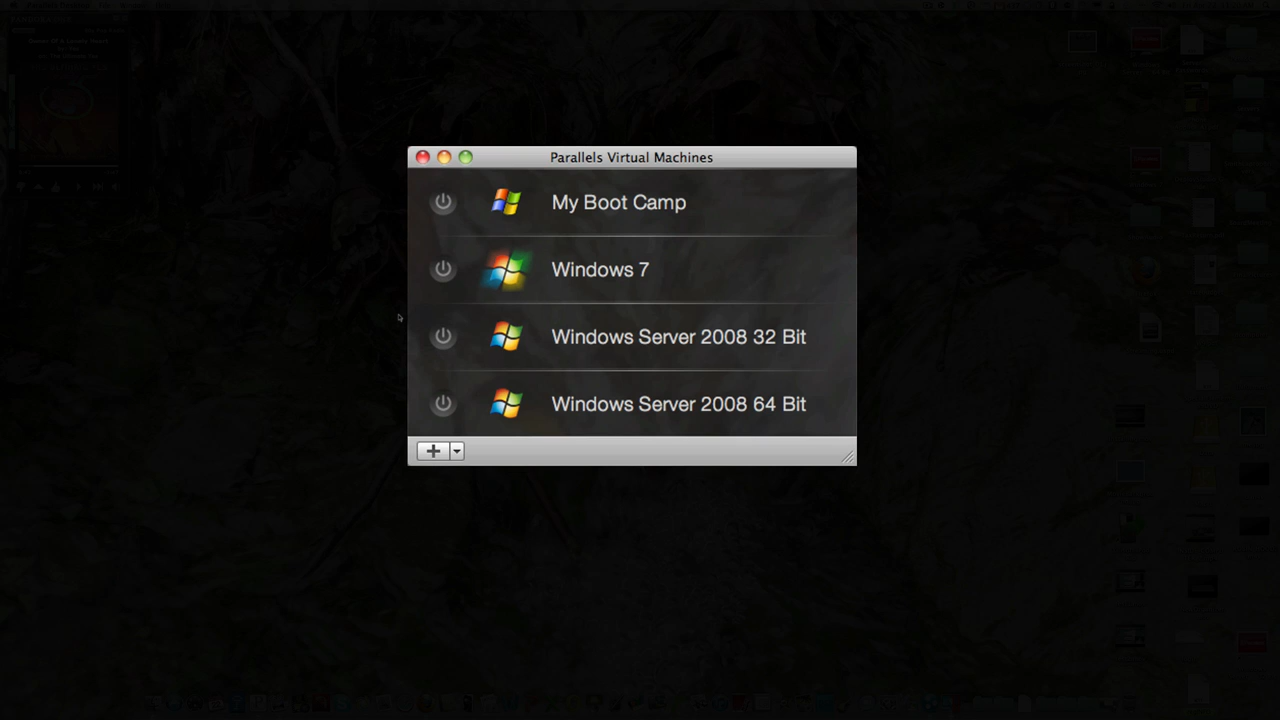 Parallels Virtual Machines
My Boot Camp
Windows 7
Windows Server 2008 32 Bit
Windows Server 2008 64 Bit